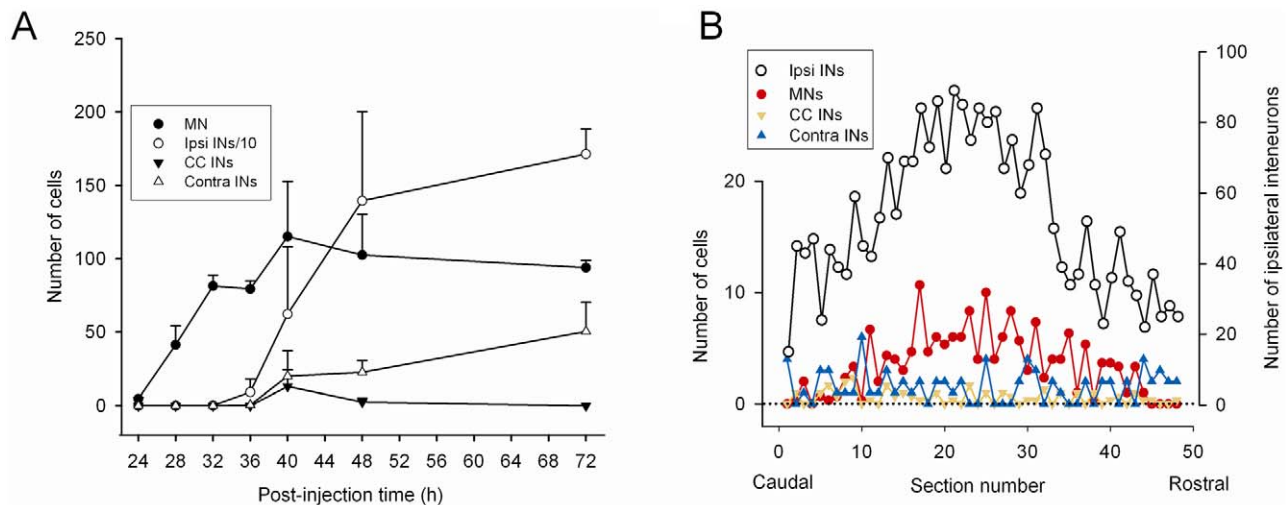 A
250
200
150
100
50
0
Number of cells
MN
Ipsi INs/10
CC INs
Contra INs
24 28 32 36 40 44 48 52 56 60 64 68 72
Post-injection time (h)
B
Ipsi INs
MNs
CC INs
Contra INs
20
10
0
Number of cells
100
80
60
40
20
0
Number of ipsilateral inteneurons
0 10 20 30 40 50
Caudal Section number Rostral